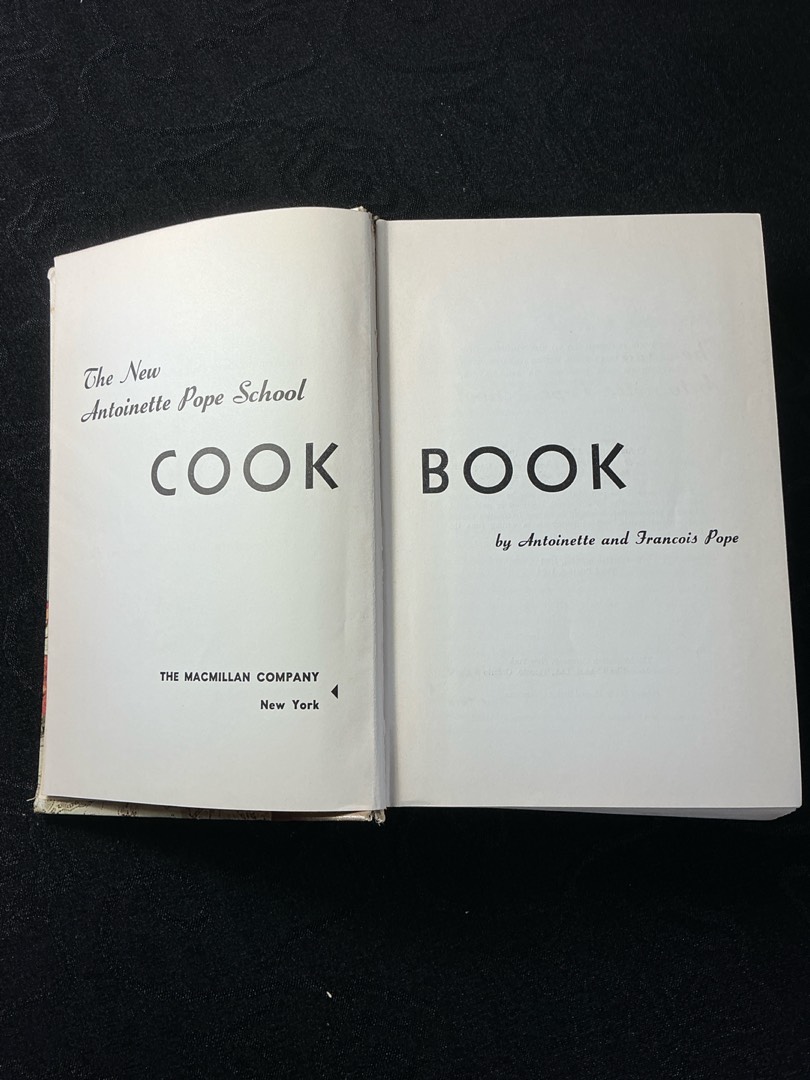 The New
Antoinette Pope School
COOK BOOK
by Antoinette and Francois Pope
THE MACMILLAN COMPANY
New York